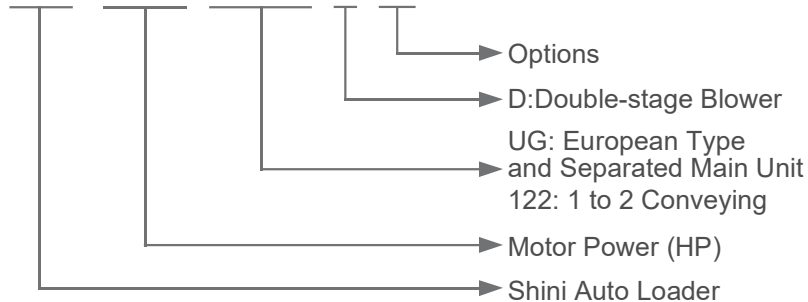 Options
D:Double-stage Blower
UG: European Type
and Separated Main Unit
122: 1 to 2 Conveying
Motor Power (HP)
Shini Auto Loader